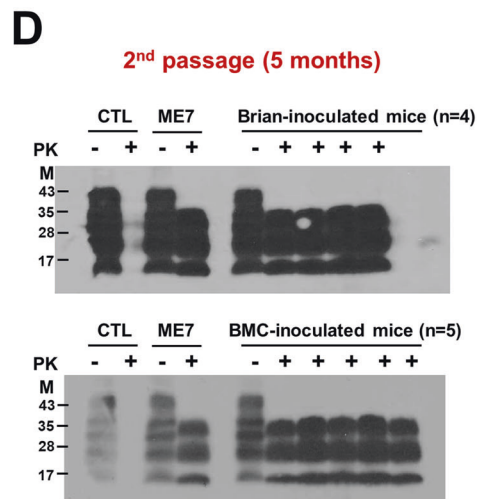 D
2nd passage (5 months)
CTL ME7 Brian-inoculated mice (n=4)
PK - + - + - + + + +
M
43
35
28
17
CTL ME7 BMC-inoculated mice (n=5)
PK - + - + - + + + + +
M
43
35
28
17